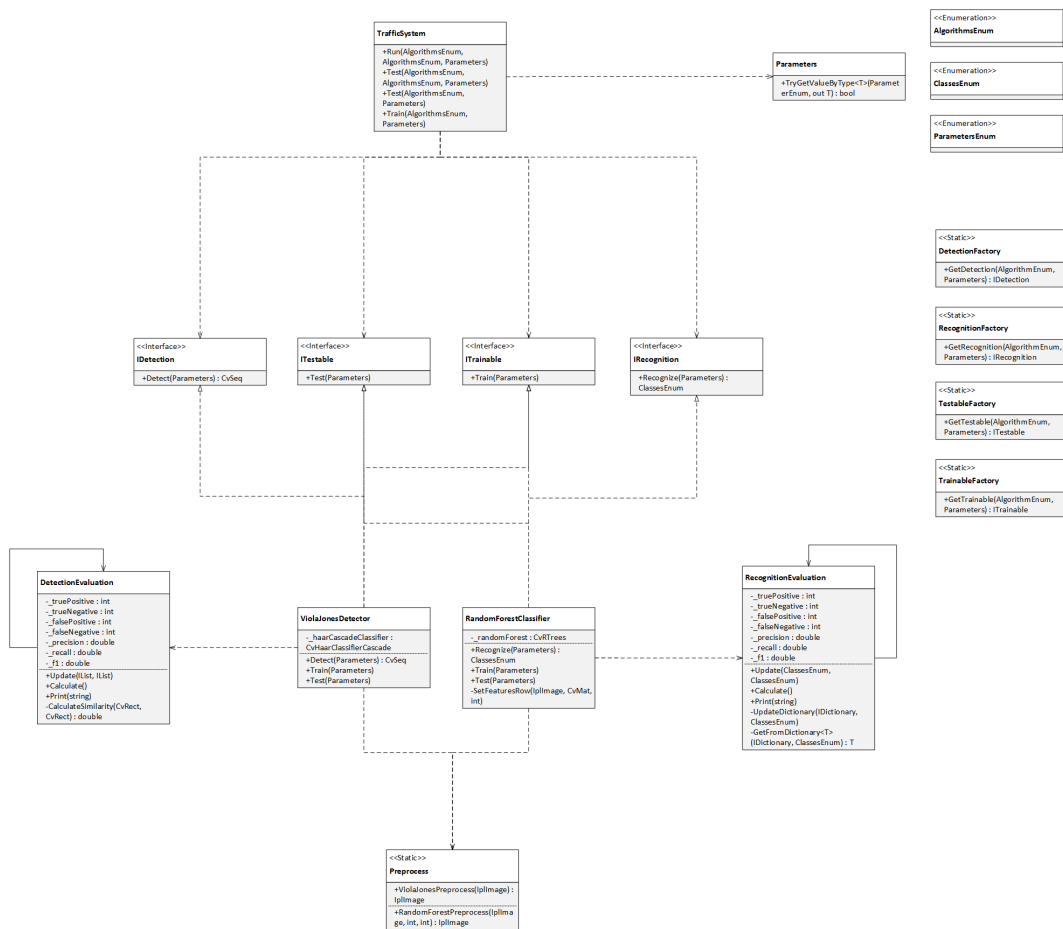 TrafficSystem
+Run(AlgorithmsEnum,
AlgorithmsEnum, Parameters)
+Test(AlgorithmsEnum,
AlgorithmsEnum, Parameters)
+Test(AlgorithmsEnum,
Parameters)
+Train(AlgorithmsEnum,
Parameters)
Parameters
+TryGetValueByType<T>(Paramet
erEnum, out T) : bool
<<Enumeration>>
AlgorithmsEnum
<<Enumeration>>
ClassesEnum
<<Enumeration>>
ParametersEnum
<<Static>>
DetectionFactory
+GetDetection(AlgorithmEnum,
Parameters) : IDetection
<<Static>>
RecognitionFactory
+GetRecognition(AlgorithmEnum,
Parameters) : IRecognition
<<Static>>
TestableFactory
+GetTestable(AlgorithmEnum,
Parameters) : ITestable
<<Static>>
TrainableFactory
+GetTrainable(AlgorithmEnum,
Parameters) : ITrainable
<<Interface>>
IDetection
+Detect(Parameters) : CvSeq
<<Interface>>
ITestable
+Test(Parameters)
<<Interface>>
ITrainable
+Train(Parameters)
<<Interface>>
IRecognition
+Recognize(Parameters) :
ClassesEnum
DetectionEvaluation
-_truePositive : int
-_trueNegative : int
-_falsePositive : int
-_falseNegative : int
-_precision : double
-_recall : double
-_f1 : double
+Update(IList, IList)
+Calculate()
+Print(string)
-CalculateSimilarity(CvRect,
CvRect) : double
ViolaJonesDetector
-_haarCascadeClassifier :
CvHaarClassifierCascade
+Detect(Parameters) : CvSeq
+Train(Parameters)
+Test(Parameters)
RandomForestClassifier
-_randomForest : CvRTrees
+Recognize(Parameters) :
ClassesEnum
+Train(Parameters)
+Test(Parameters)
-SetFeaturesRow(IplImage, CvMat,
int)
RecognitionEvaluation
-_truePositive : int
-_trueNegative : int
-_falsePositive : int
-_falseNegative : int
-_precision : double
-_recall : double
-_f1 : double
+Update(ClassesEnum,
ClassesEnum)
+Calculate()
+Print(string)
-UpdateDictionary(IDictionary,
ClassesEnum)
-GetFromDictionary<T>
(IDictionary, ClassesEnum) : T
<<Static>>
Preprocess
+ViolaJonesPreprocess(IplImage) :
IplImage
+RandomForestPreprocess(IplIma
ge, int, int) : IplImage